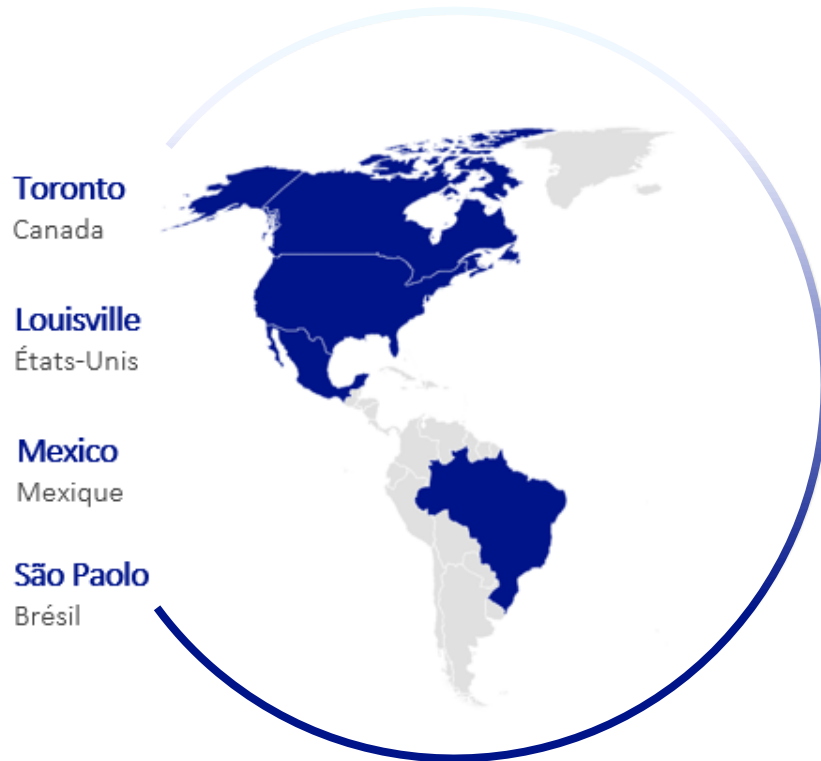 Toronto
Canada
Louisville
États-Unis
Mexico
Mexique
São Paolo
Brésil